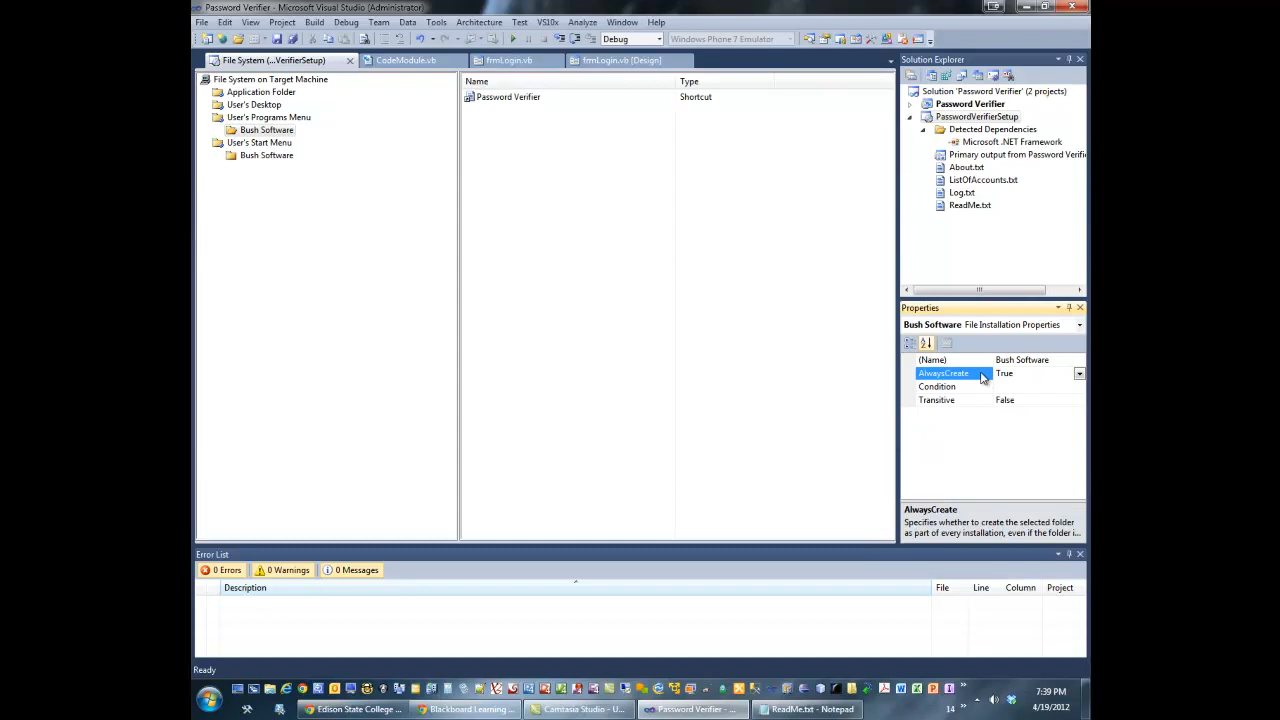 Password Verifier - Microsoft Visual Studio (Administrator)
File Edit View Project Build Debug Team Data Tools Architecture Test VS10x Analyze Window Help
Debug Windows Phone 7 Emulator
File System (...VerifierSetup) CodeModule.vb frmLogin.vb frmLogin.vb [Design]
File System on Target Machine
Application Folder
User's Desktop
User's Programs Menu
Bush Software
User's Start Menu
Bush Software
Name Type
Password Verifier Shortcut
Solution Explorer
Solution 'Password Verifier' (2 projects)
Password Verifier
PasswordVerifierSetup
Detected Dependencies
Microsoft .NET Framework
Primary output from Password Verifi
About.txt
ListOfAccounts.txt
Log.txt
ReadMe.txt
Properties
Bush Software File Installation Properties
(Name) Bush Software
AlwaysCreate True
Condition
Transitive False
AlwaysCreate
Specifies whether to create the selected folder
as part of every installation, even if the folder i...
Error List
0 Errors 0 Warnings 0 Messages
Description File Line Column Project
Ready
Edison State College ... Blackboard Learning ... Camtasia Studio - U... Password Verifier - ... ReadMe.txt - Notepad
14
7:39 PM
4/19/2012